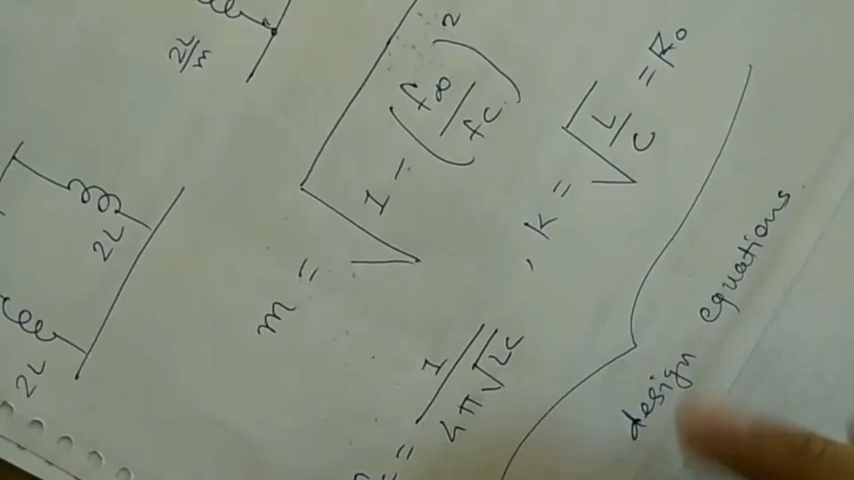 2L/m
2L
2L
m = √(1 - (f∞/fc)²)
= 1/(4π√LC) , K = √(L/C) = R₀
design equations